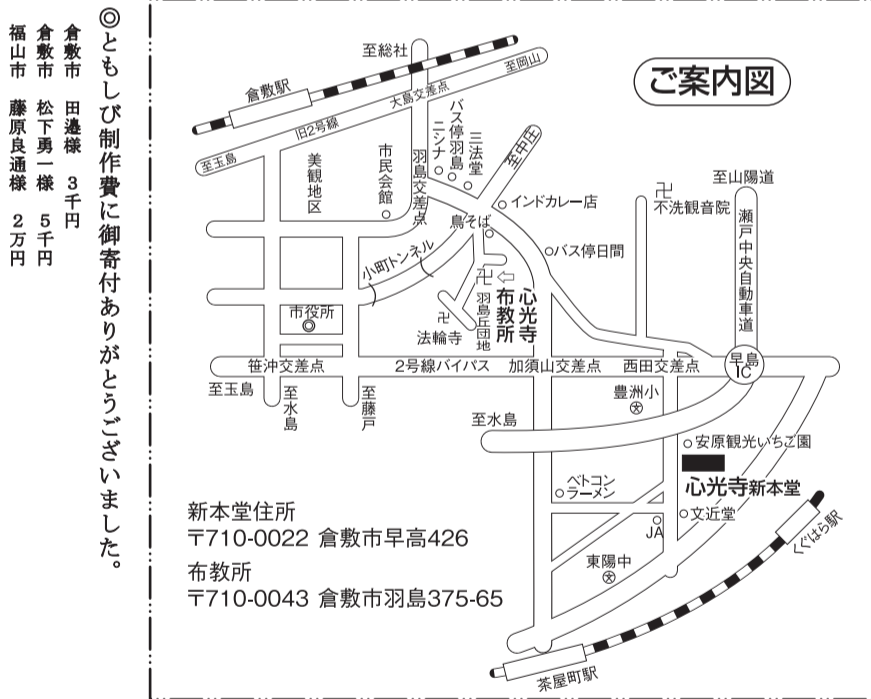 ◎ともしび制作費に御寄付ありがとうございました。
倉敷市 田邉様 3千円
倉敷市 松下勇一様 5千円
福山市 藤原良通様 2万円
ご案内図
至総社
至岡山
倉敷駅
大島交差点
旧2号線
至玉島
美観地区
市民会館
羽島交差点
ニシナ
バス停羽島
三法堂
至中庄
インドカレー店
鳥そば
バス停日間
卍
不洗観音院
至山陽道
瀬戸中央自動車道
小町トンネル
市役所
卍
法輪寺
卍
羽島丘団地
⇦
心光寺
布教所
笹沖交差点
2号線バイパス
加須山交差点
西田交差点
早島
IC
至玉島
至水島
至藤戸
豊洲小
文
至水島
安原観光いちご園
心光寺新本堂
ベトコン
ラーメン
文近堂
JA
東陽中
文
くぐはら駅
茶屋町駅
新本堂住所
〒710-0022 倉敷市早高426
布教所
〒710-0043 倉敷市羽島375-65